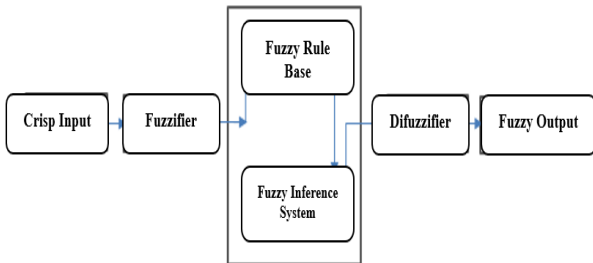 Crisp Input
Fuzzifier
Fuzzy Rule
Base
Fuzzy Inference
System
Difuzzifier
Fuzzy Output